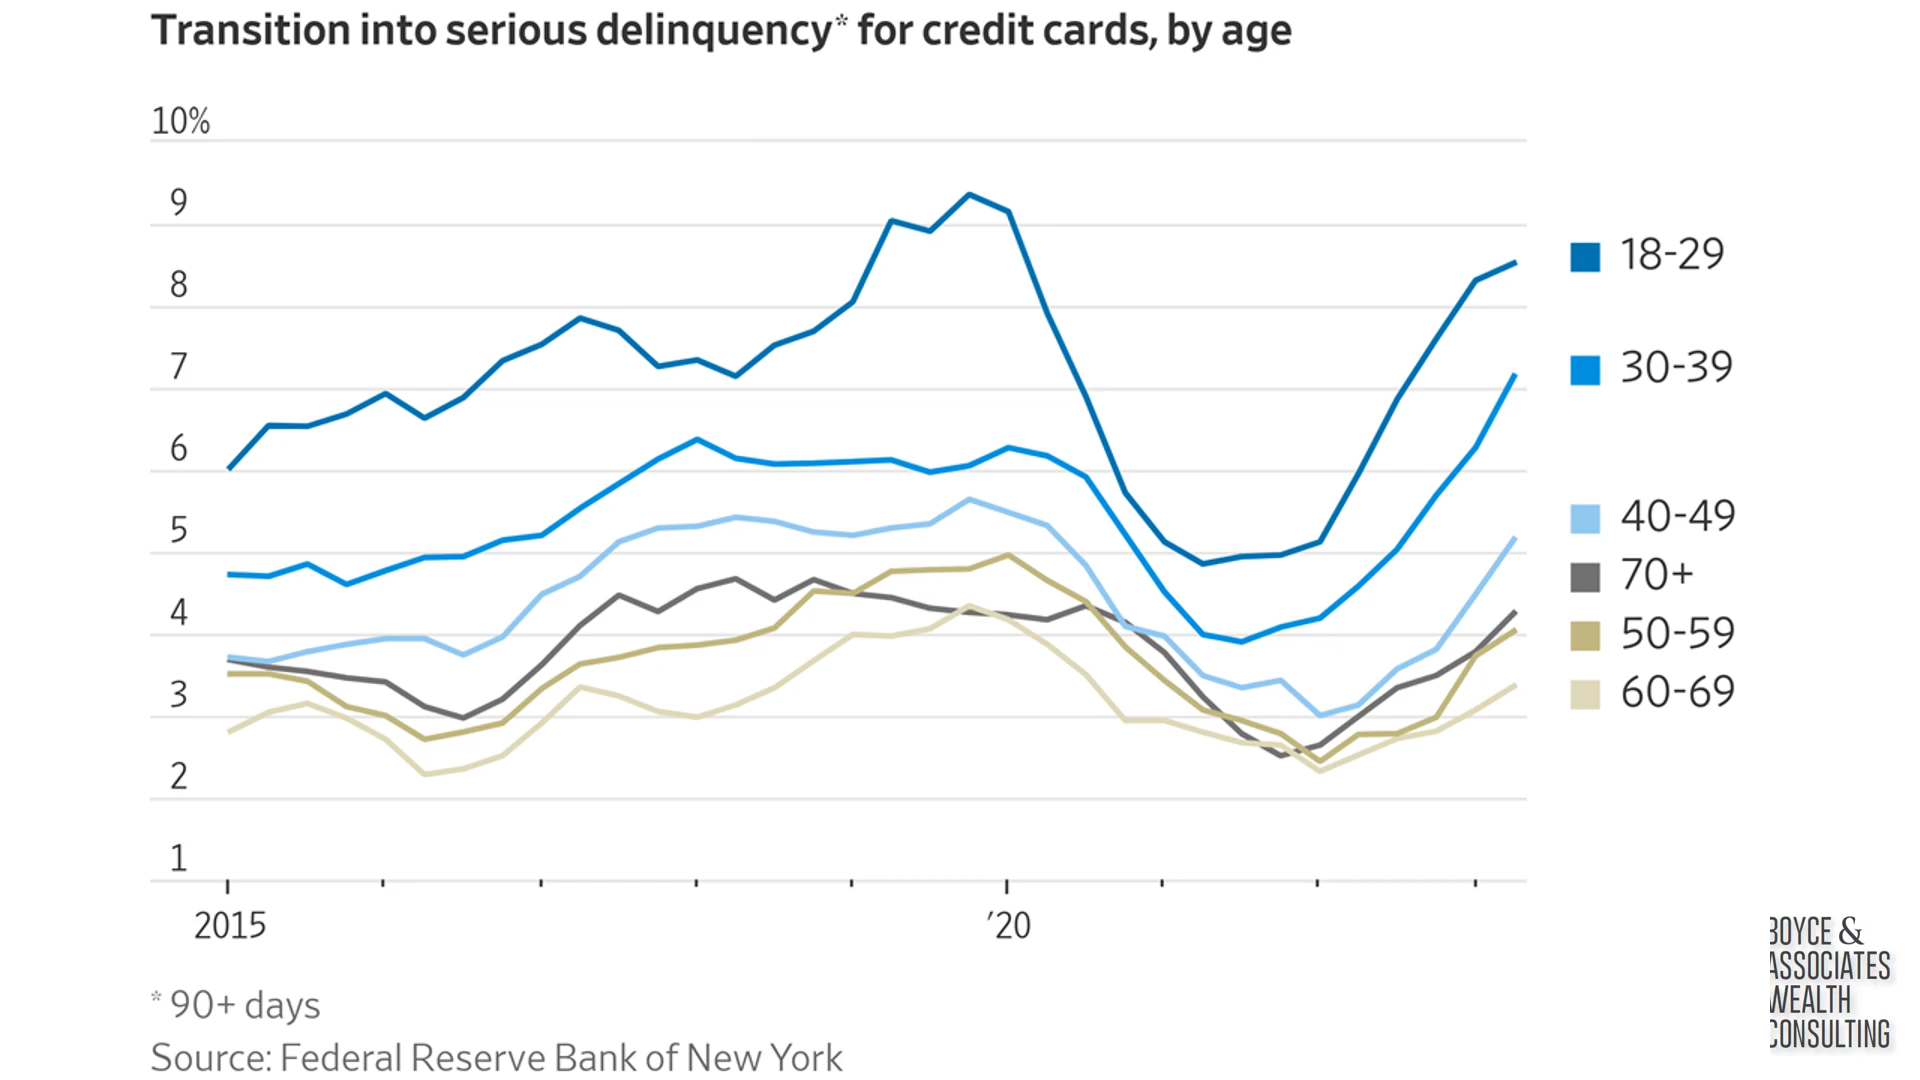 Transition into serious delinquency* for credit cards, by age
10%
9
8
7
6
5
4
3
2
1
2015
'20
18-29
30-39
40-49
70+
50-59
60-69
* 90+ days
Source: Federal Reserve Bank of New York
BOYCE &
ASSOCIATES
WEALTH
CONSULTING